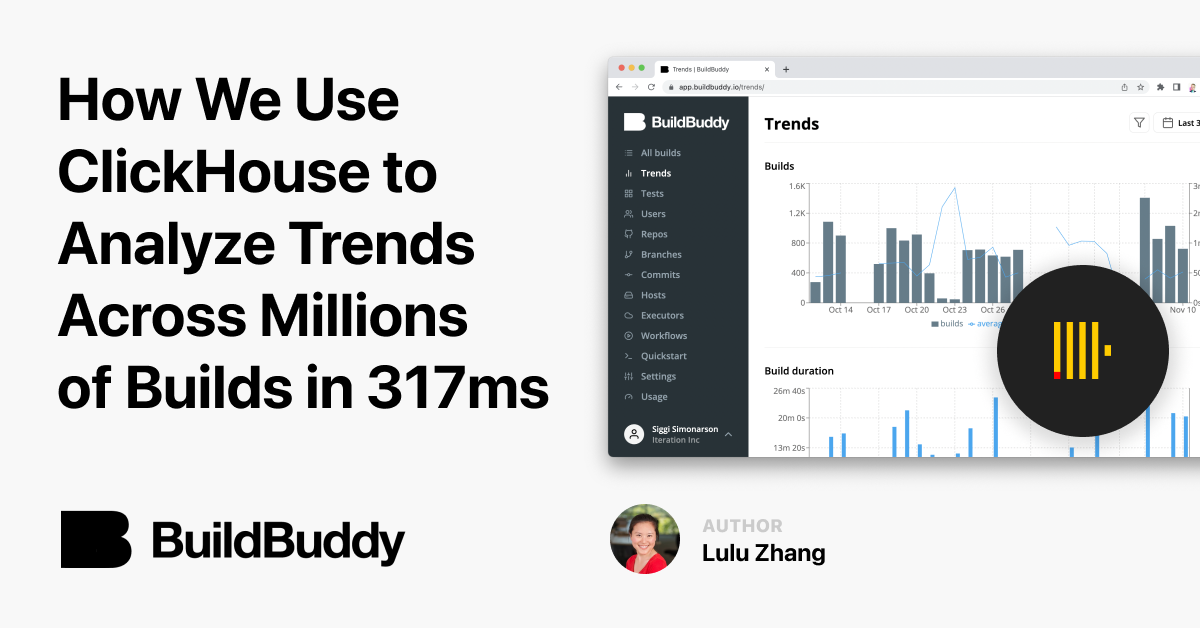 How We Use
ClickHouse to
Analyze Trends
Across Millions
of Builds in 317ms
BuildBuddy
Trends | BuildBuddy
app.buildbuddy.io/trends/
BuildBuddy
All builds
Trends
Tests
Users
Repos
Branches
Commits
Hosts
Executors
Workflows
Quickstart
Settings
Usage
Siggi Simonarson
Iteration Inc
Trends
Last 3
Builds
1.6K
1.2K
800
400
0
3m
2m
1m
50
0s
Oct 14 Oct 17 Oct 20 Oct 23 Oct 26 Nov 10
builds averag
Build duration
26m 40s
20m 0s
13m 20s
AUTHOR
Lulu Zhang